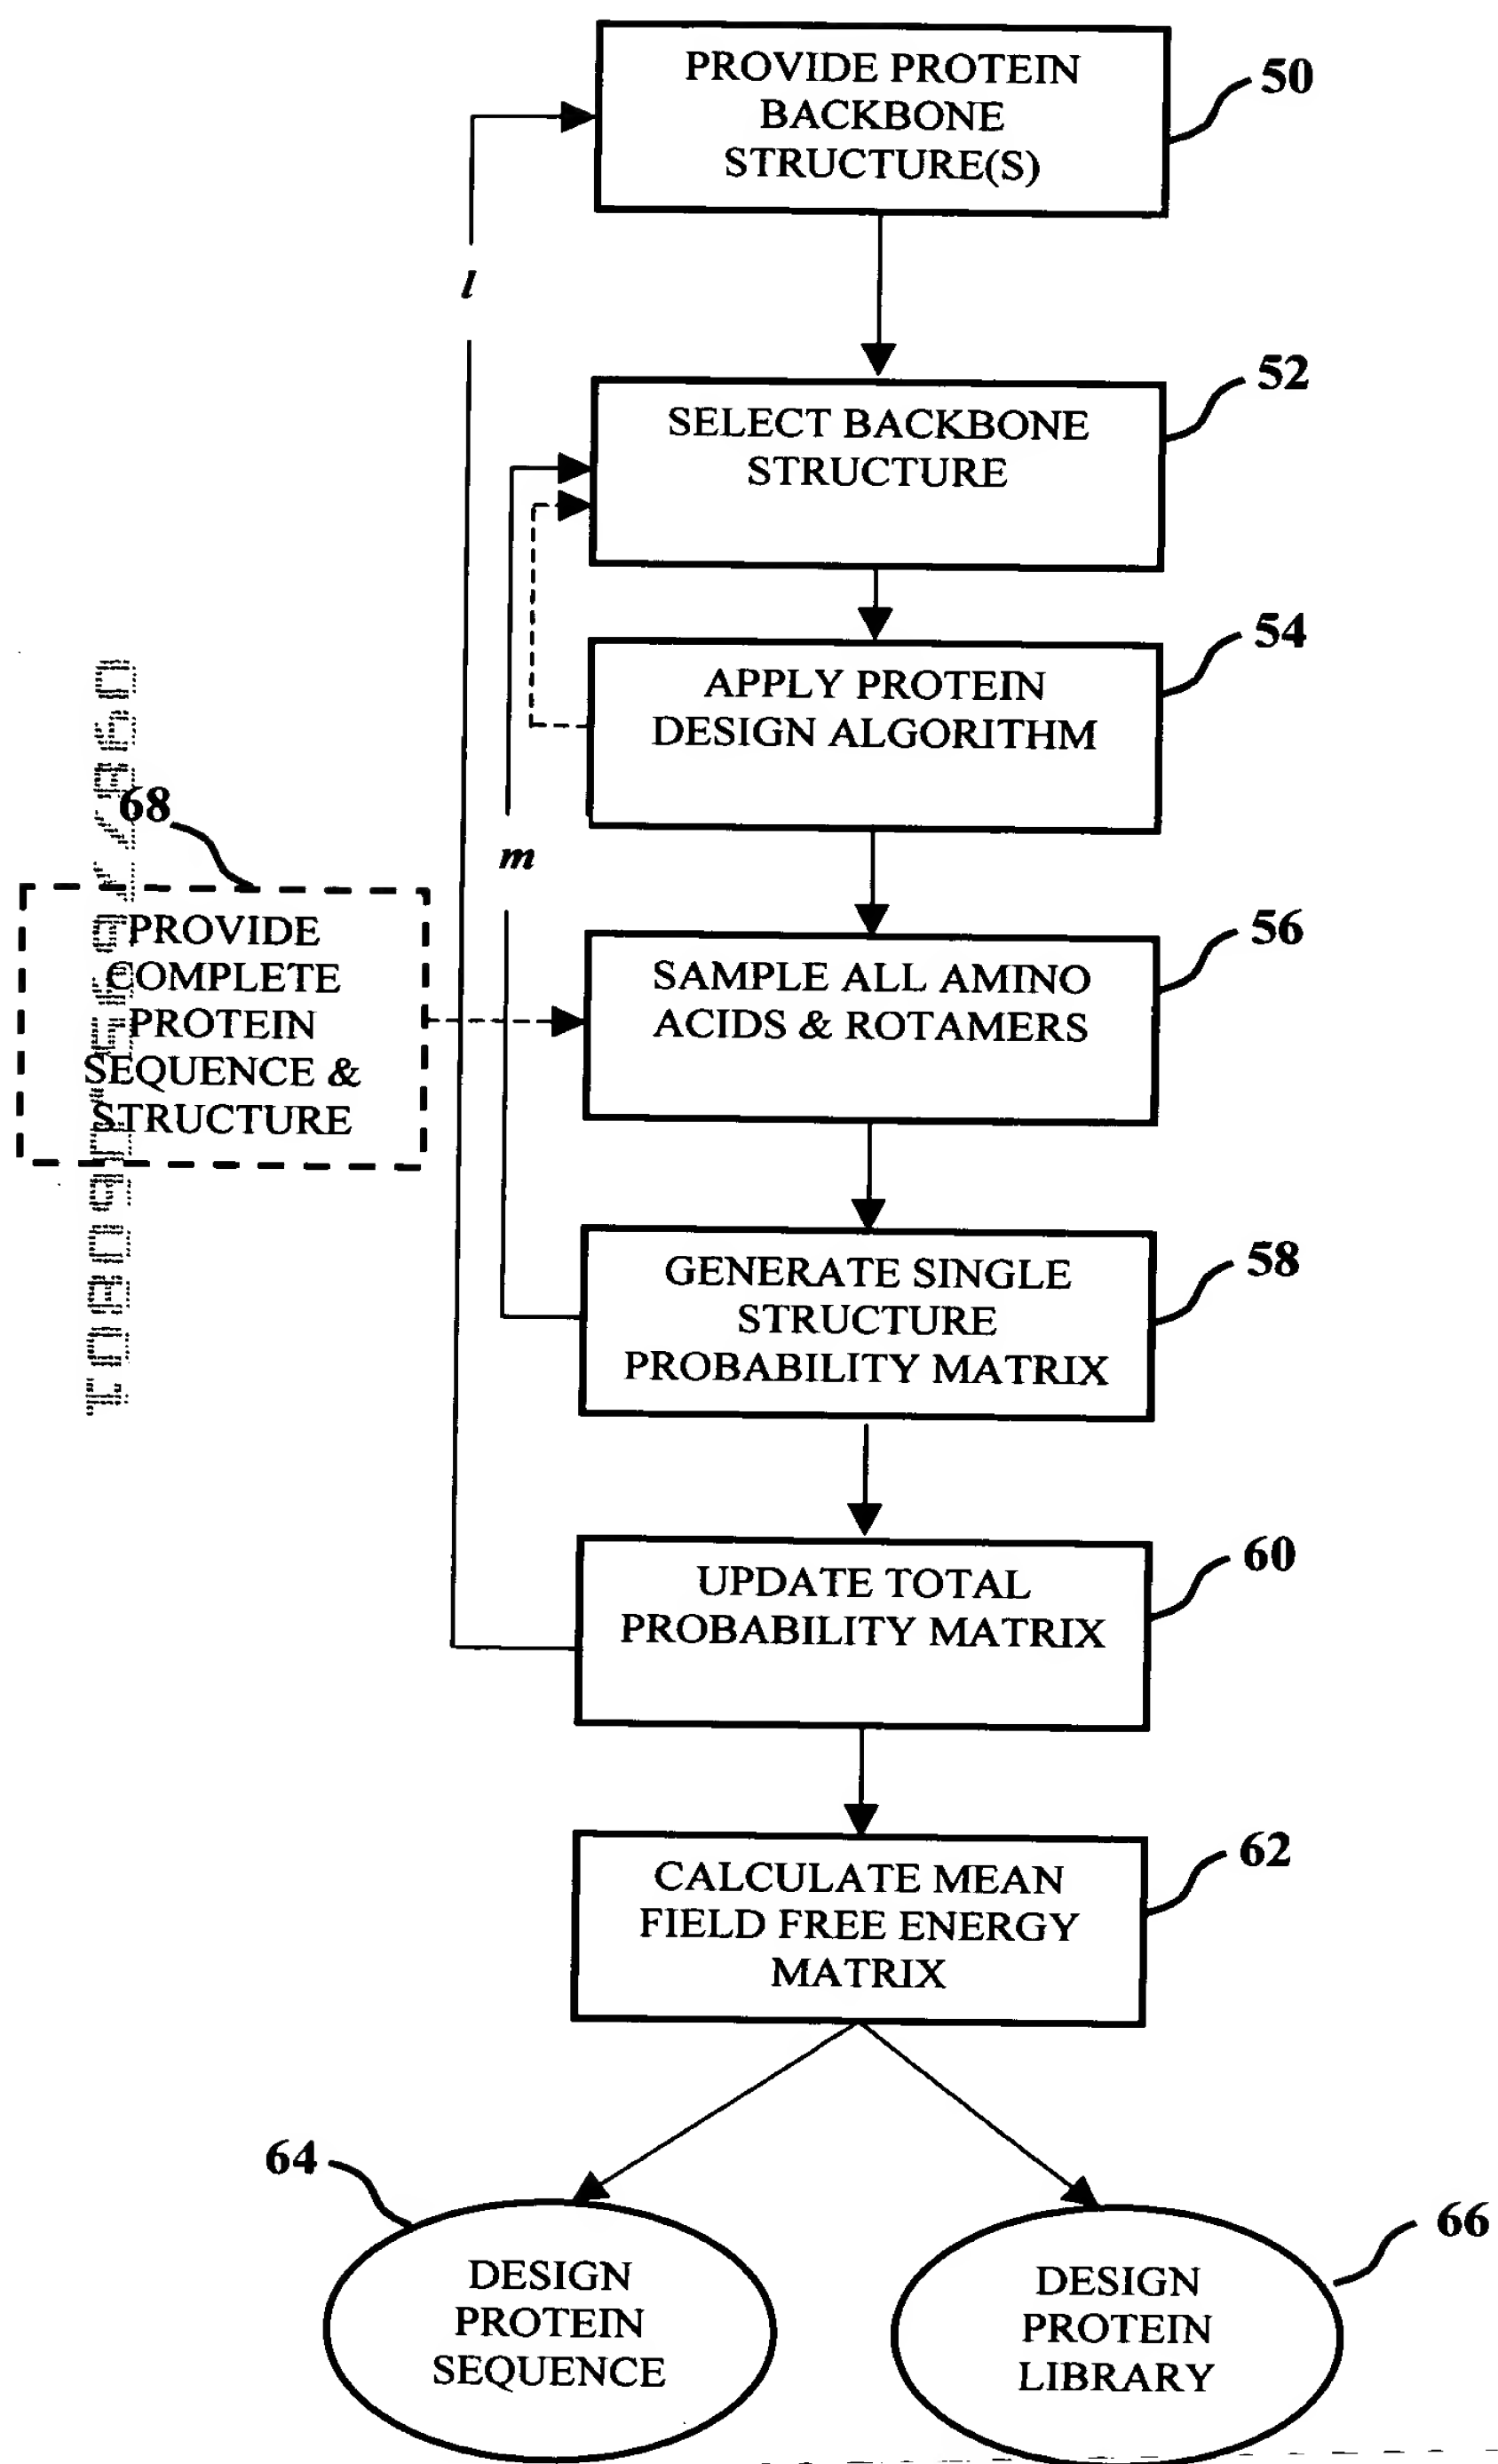 PROVIDE PROTEIN
BACKBONE
STRUCTURE(S)
50
l
SELECT BACKBONE
STRUCTURE
52
APPLY PROTEIN
DESIGN ALGORITHM
54
68
m
PROVIDE
COMPLETE
PROTEIN
SEQUENCE &
STRUCTURE
SAMPLE ALL AMINO
ACIDS & ROTAMERS
56
GENERATE SINGLE
STRUCTURE
PROBABILITY MATRIX
58
UPDATE TOTAL
PROBABILITY MATRIX
60
CALCULATE MEAN
FIELD FREE ENERGY
MATRIX
62
64
DESIGN
PROTEIN
SEQUENCE
66
DESIGN
PROTEIN
LIBRARY